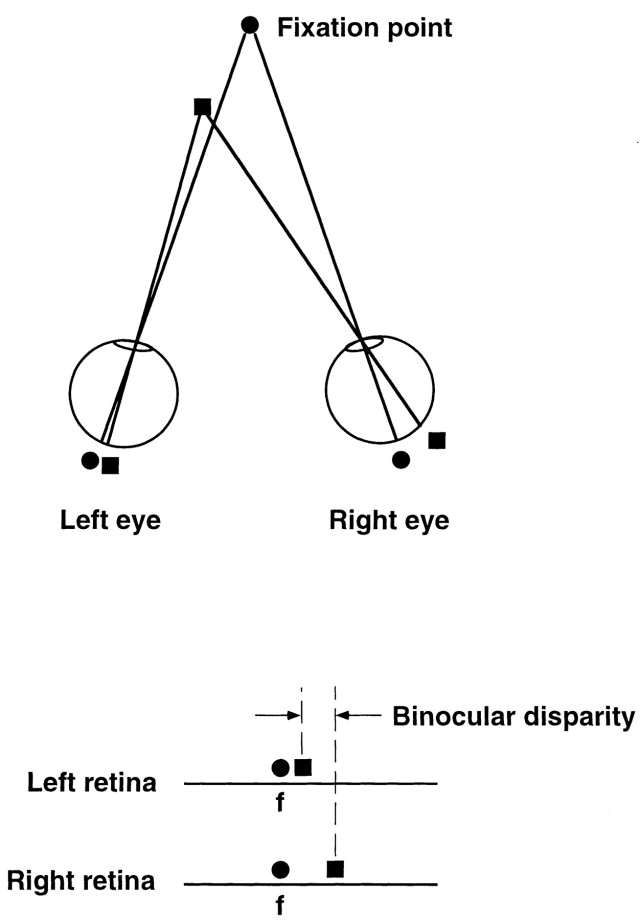 Fixation point
Left eye
Right eye
Binocular disparity
Left retina
f
Right retina
f